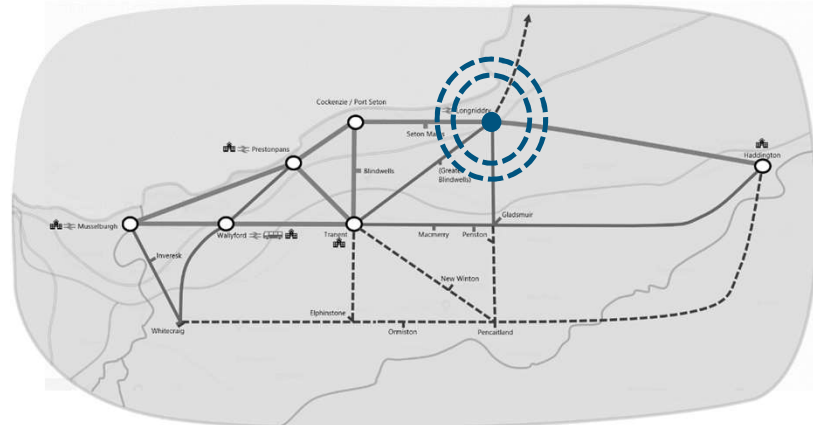 Cockenzie / Port Seton
Longniddry
Seton Mains
Prestonpans
Blindwells
(Greater
Blindwells)
Haddington
Gladsmuir
Musselburgh
Wallyford
Tranent
Macmerry
Penston
Inveresk
New Winton
Elphinstone
Whitecraig
Ormiston
Pencaitland